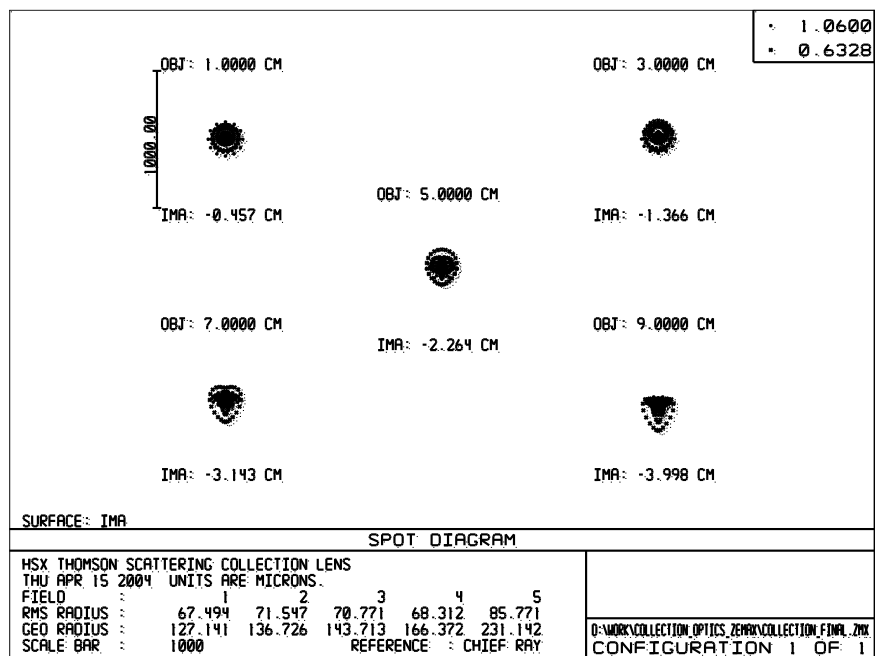 1.0600
0.6328
OBJ: 1.0000 CM
OBJ: 3.0000 CM
1000.00
OBJ: 5.0000 CM
IMA: -0.457 CM
IMA: -1.366 CM
OBJ: 7.0000 CM
OBJ: 9.0000 CM
IMA: -2.264 CM
IMA: -3.143 CM
IMA: -3.998 CM
SURFACE: IMA
SPOT DIAGRAM
HSX THOMSON SCATTERING COLLECTION LENS
THU APR 15 2004 UNITS ARE MICRONS.
FIELD : 1 2 3 4 5
RMS RADIUS : 67.494 71.547 70.771 68.312 85.771
GEO RADIUS : 127.141 136.726 143.713 166.372 231.142
SCALE BAR : 1000 REFERENCE : CHIEF RAY
D:\WORK\COLLECTION_OPTICS_ZEMAX\COLLECTION_FINAL.ZMX
CONFIGURATION 1 OF 1